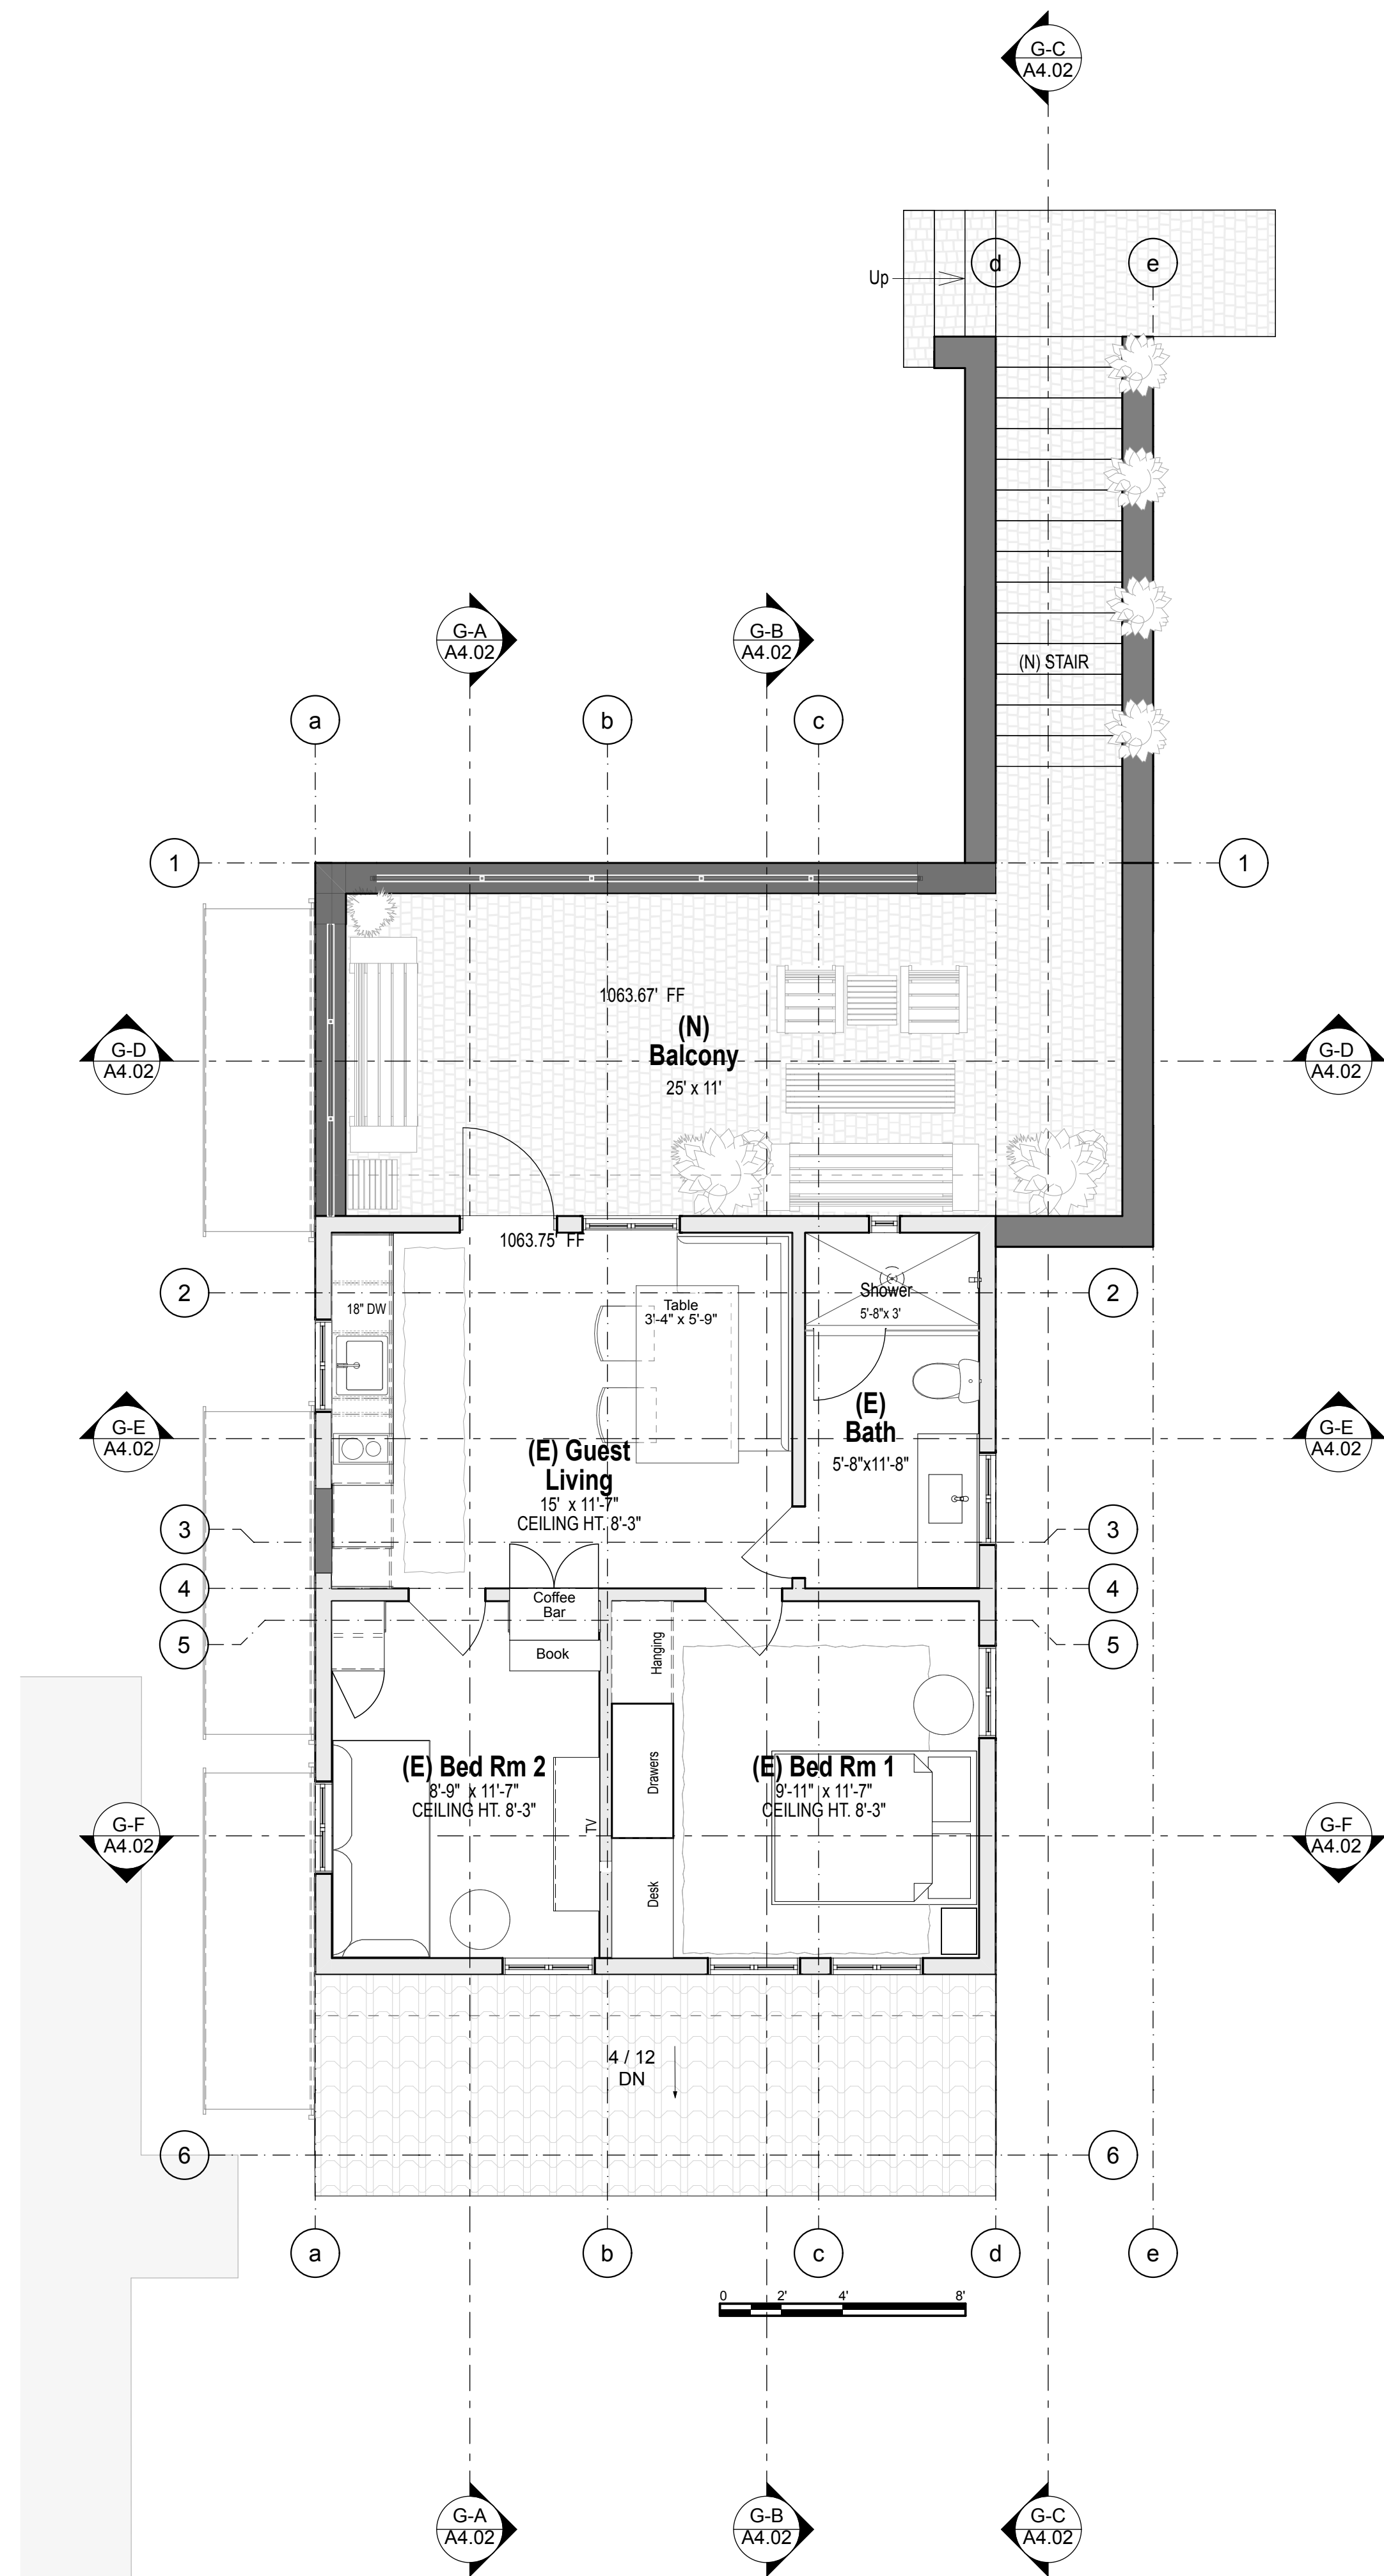 G-C
A4.02
d
e
Up
(N) STAIR
G-A
A4.02
G-B
A4.02
a
b
c
1
1
1063.67' FF
(N)
Balcony
25' x 11'
G-D
A4.02
G-D
A4.02
1063.75' FF
2
2
18" DW
Table
3'-4" x 5'-9"
Shower
5'-8"x 3'
(E)
Bath
5'-8"x11'-8"
G-E
A4.02
G-E
A4.02
(E) Guest
Living
15' x 11'-7"
CEILING HT. 8'-3"
3
3
4
4
Coffee
Bar
5
5
Book
Hanging
(E) Bed Rm 2
8'-9" x 11'-7"
CEILING HT. 8'-3"
Drawers
(E) Bed Rm 1
9'-11" x 11'-7"
CEILING HT. 8'-3"
TV
G-F
A4.02
G-F
A4.02
Desk
4 / 12
DN
6
6
a
b
c
d
e
0 2' 4' 8'
G-A
A4.02
G-B
A4.02
G-C
A4.02